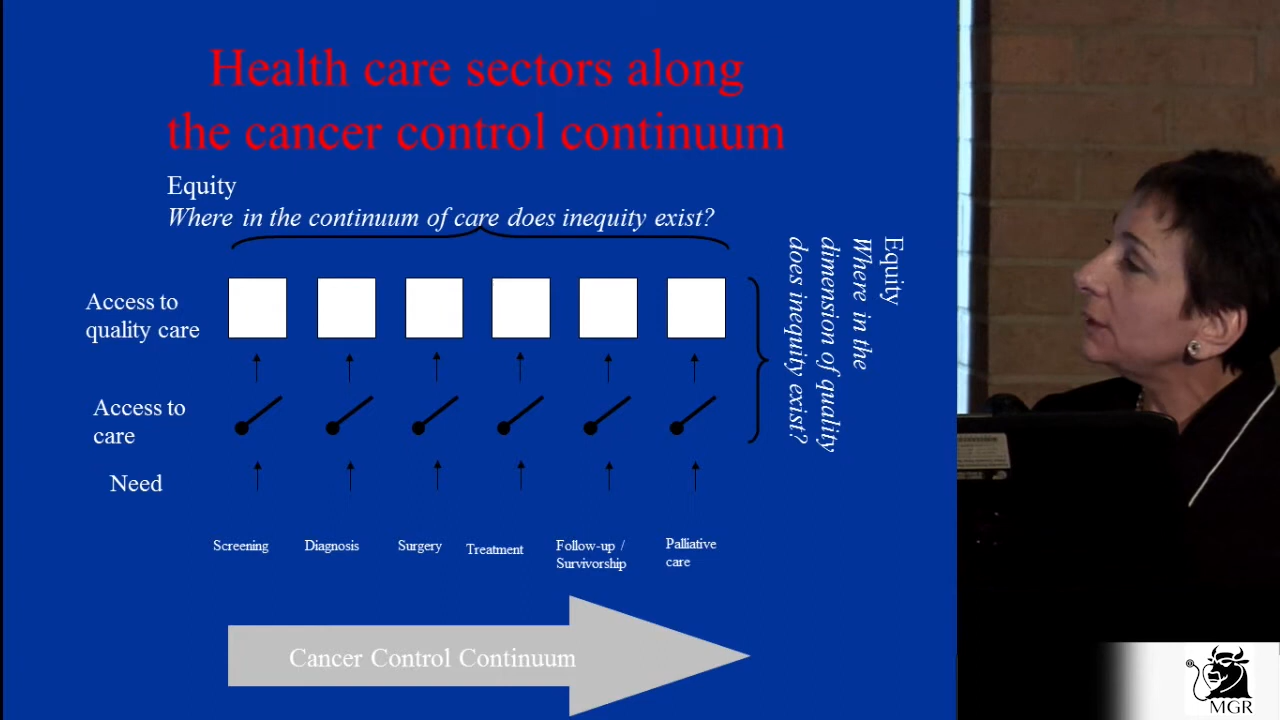 Health care sectors along
the cancer control continuum
Equity
Where in the continuum of care does inequity exist?
Equity
Where in the
dimension of quality
does inequity exist?
Access to
quality care
Access to
care
Need
Screening
Diagnosis
Surgery
Treatment
Follow-up /
Survivorship
Palliative
care
Cancer Control Continuum
MGR